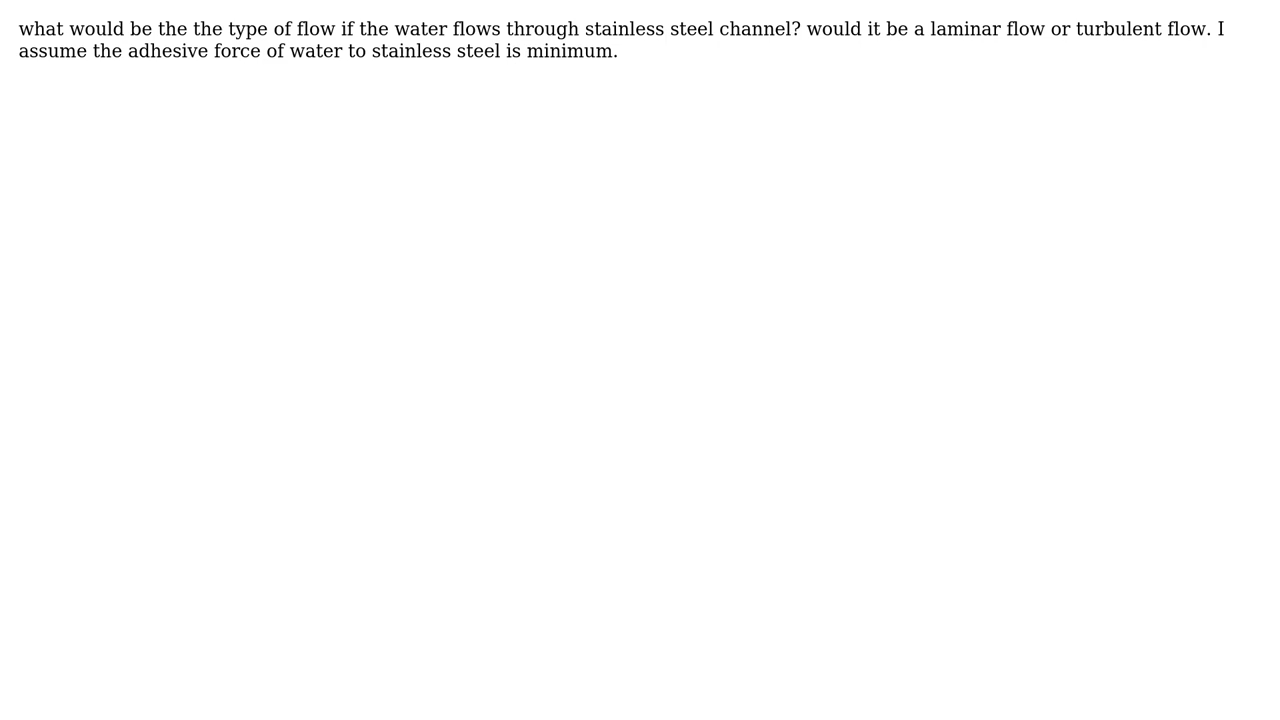 what would be the the type of flow if the water flows through stainless steel channel? would it be a laminar flow or turbulent flow. I
assume the adhesive force of water to stainless steel is minimum.